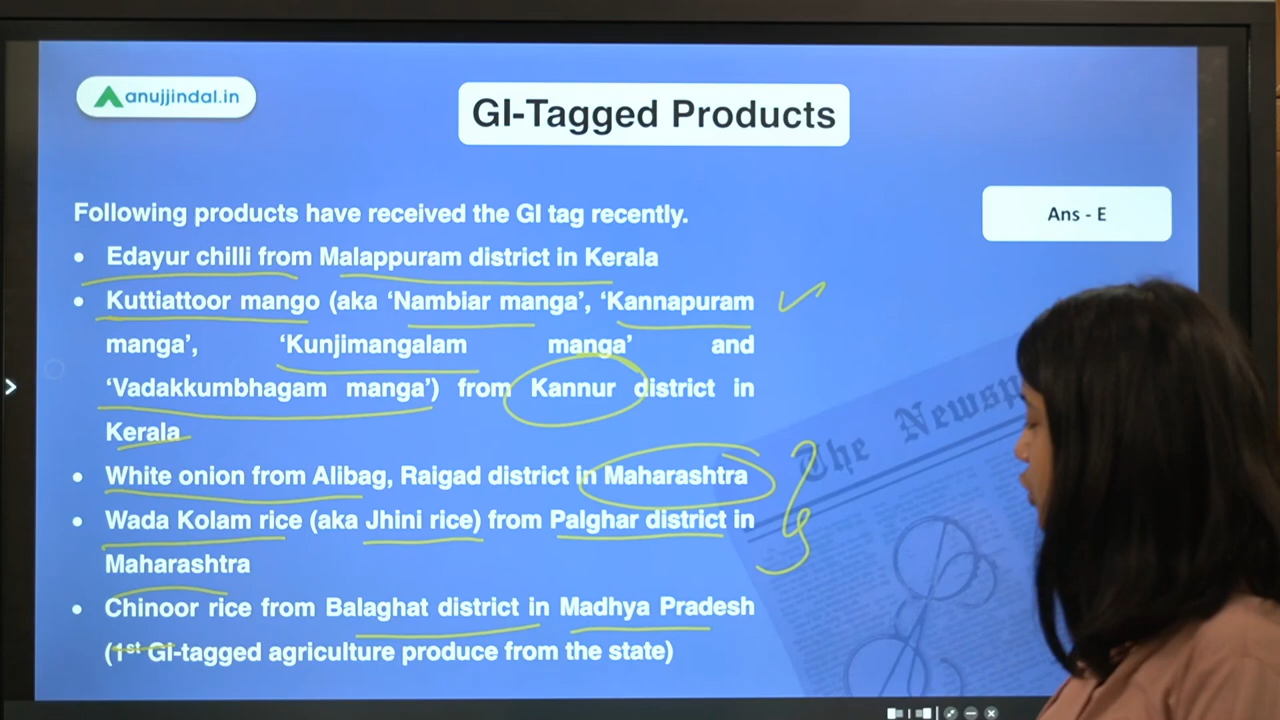 anujjindal.in
GI-Tagged Products
Following products have received the GI tag recently.
Ans - E
• Edayur chilli from Malappuram district in Kerala
• Kuttiattoor mango (aka ‘Nambiar manga’, ‘Kannapuram
manga’, ‘Kunjimangalam manga’ and
‘Vadakkumbhagam manga’) from Kannur district in
Kerala
• White onion from Alibag, Raigad district in Maharashtra
• Wada Kolam rice (aka Jhini rice) from Palghar district in
Maharashtra
• Chinoor rice from Balaghat district in Madhya Pradesh
(1st GI-tagged agriculture produce from the state)
The Newsp